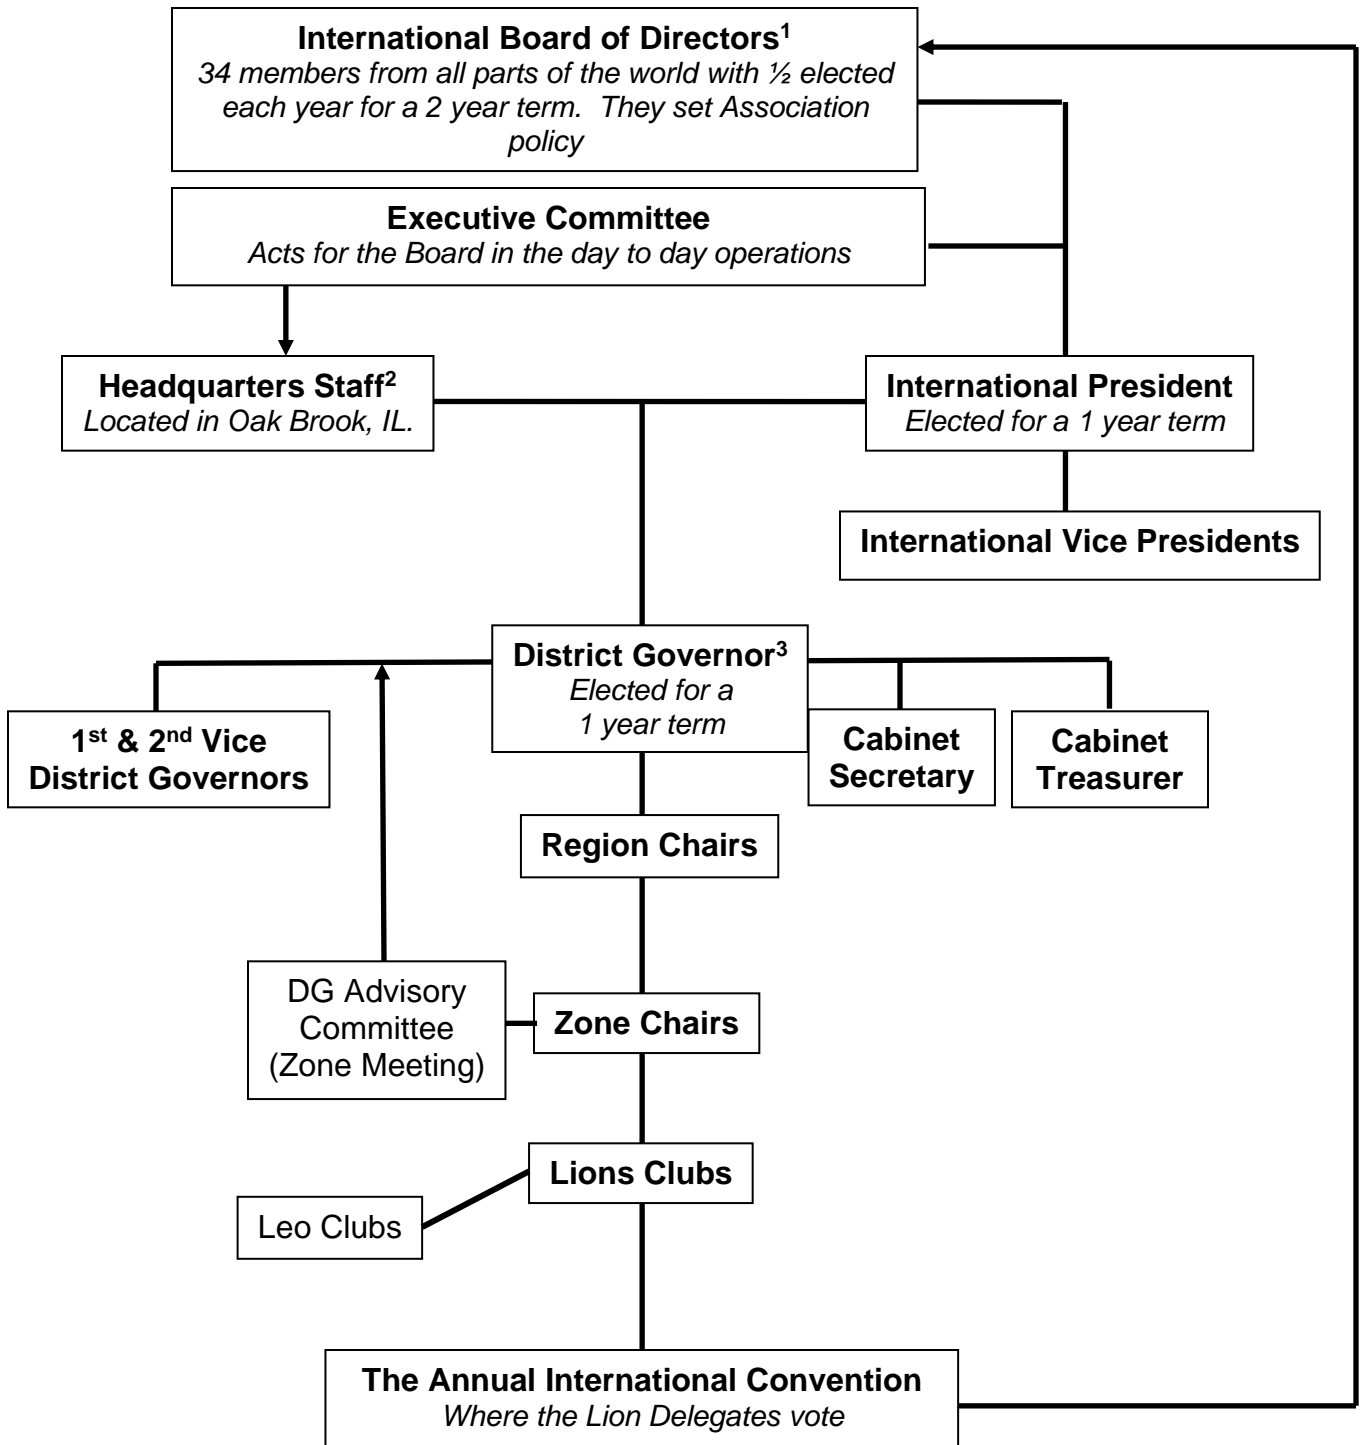 International Board of Directors¹
34 members from all parts of the world with ½ elected
each year for a 2 year term.  They set Association
policy
Executive Committee
Acts for the Board in the day to day operations
Headquarters Staff²
Located in Oak Brook, IL.
International President
Elected for a 1 year term
International Vice Presidents
District Governor³
Elected for a
1 year term
1st & 2nd Vice
District Governors
Cabinet
Secretary
Cabinet
Treasurer
Region Chairs
DG Advisory
Committee
(Zone Meeting)
Zone Chairs
Lions Clubs
Leo Clubs
The Annual International Convention
Where the Lion Delegates vote